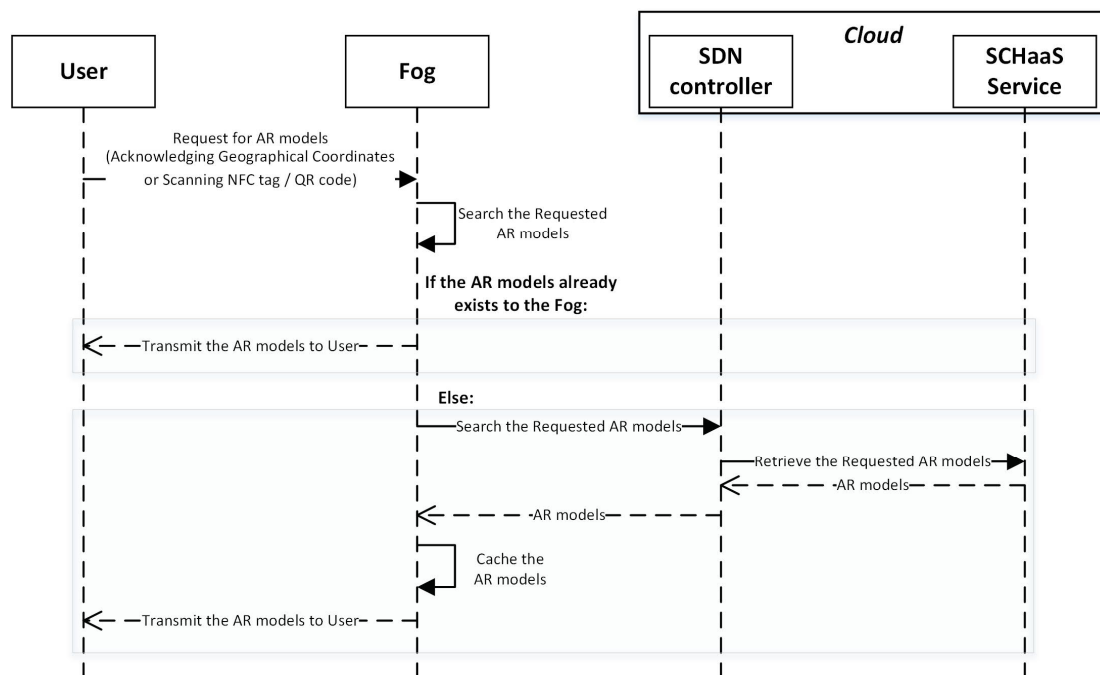 Cloud
User
Fog
SDN
controller
SCHaaS
Service
Request for AR models
(Acknowledging Geographical Coordinates
or Scanning NFC tag / QR code)
Search the Requested
AR models
If the AR models already
exists to the Fog:
Transmit the AR models to User
Else:
Search the Requested AR models
Retrieve the Requested AR models
AR models
AR models
Cache the
AR models
Transmit the AR models to User